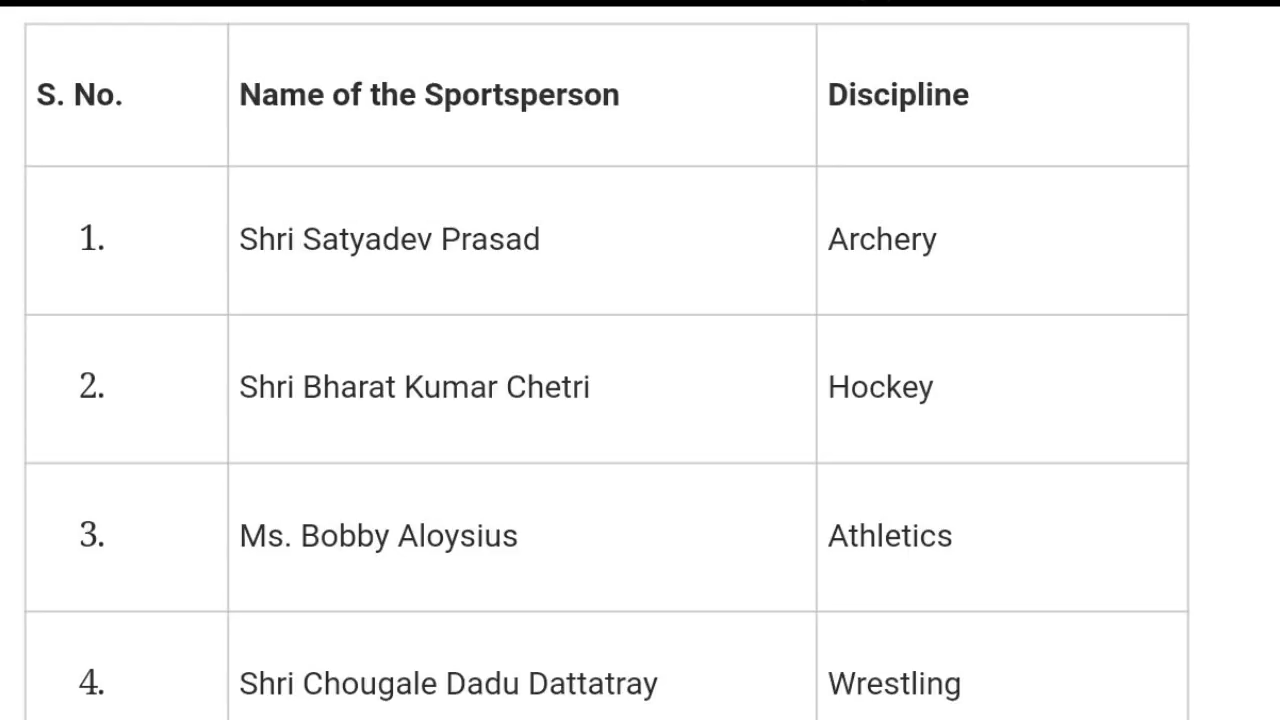 S. No. Name of the Sportsperson Discipline
1. Shri Satyadev Prasad Archery
2. Shri Bharat Kumar Chetri Hockey
3. Ms. Bobby Aloysius Athletics
4. Shri Chougale Dadu Dattatray Wrestling